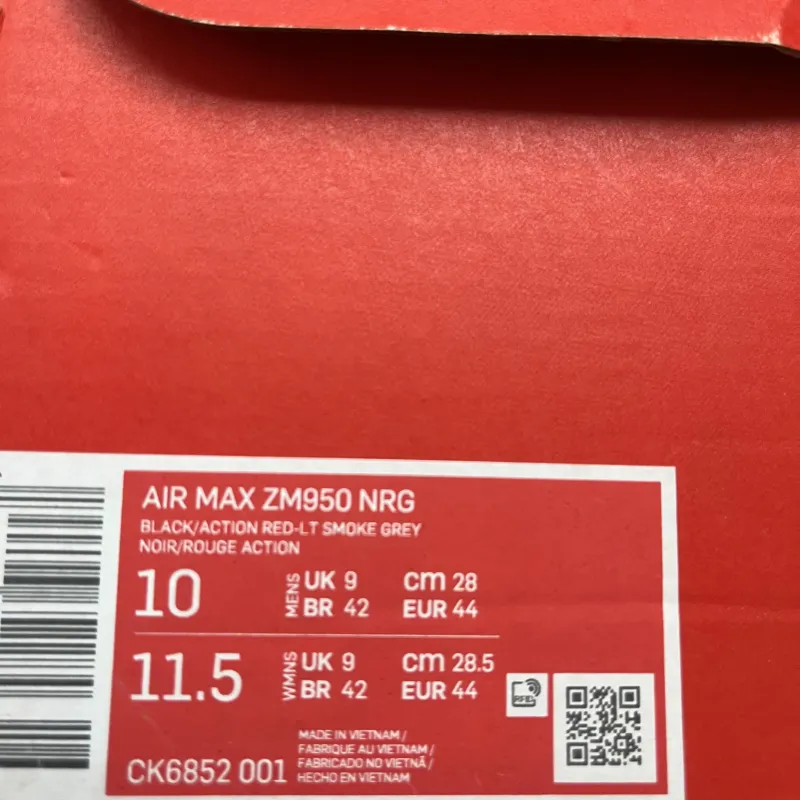 AIR MAX ZM950 NRG
BLACK/ACTION RED-LT SMOKE GREY
NOIR/ROUGE ACTION
10 MENS UK 9 cm 28
BR 42 EUR 44
11.5 WMNS UK 9 cm 28.5
BR 42 EUR 44
RFID
MADE IN VIETNAM /
FABRIQUE AU VIETNAM /
FABRICADO NO VIETNÃ /
HECHO EN VIETNAM
CK6852 001